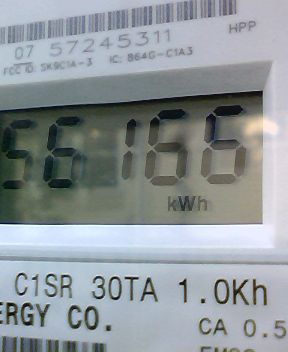 07 57245311
HPP
FCC ID: SK9C1A-3 IC: 864G-C1A3
56166
kWh
C1SR 30TA 1.0Kh
ERGY CO.
CA 0.5